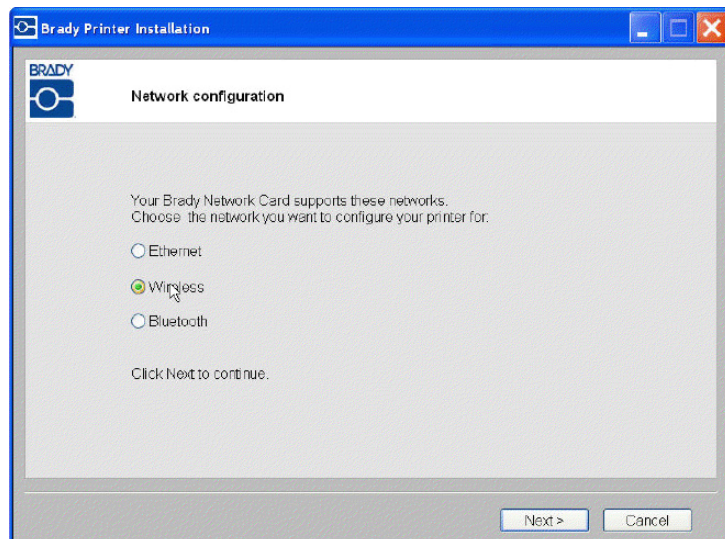 Brady Printer Installation
BRADY
Network configuration
Your Brady Network Card supports these networks.
Choose the network you want to configure your printer for:
Ethernet
Wireless
Bluetooth
Click Next to continue.
Next >
Cancel